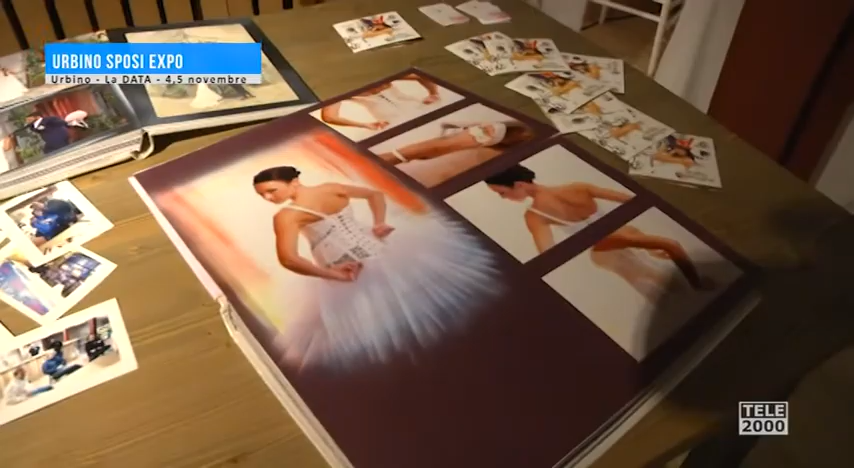 URBINO SPOSI EXPO
Urbino - La DATA - 4,5 novembre
TELE
2000